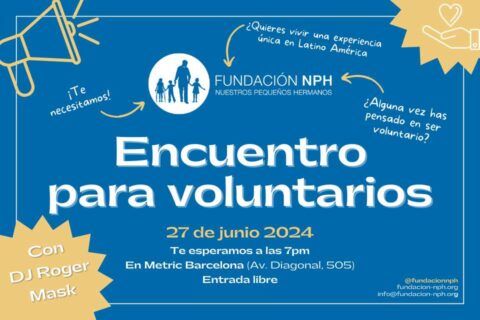 ¿Quieres vivir una experiencia
única en Latino América
¡Te
necesitamos!
FUNDACIÓN NPH
NUESTROS PEQUEÑOS HERMANOS
¿Alguna vez has
pensado en ser
voluntario?
Encuentro
para voluntarios
27 de junio 2024
Te esperamos a las 7pm
En Metric Barcelona (Av. Diagonal, 505)
Entrada libre
Con
DJ Roger
Mask
@fundacionnph
fundacion-nph.org
info@fundacion-nph.org